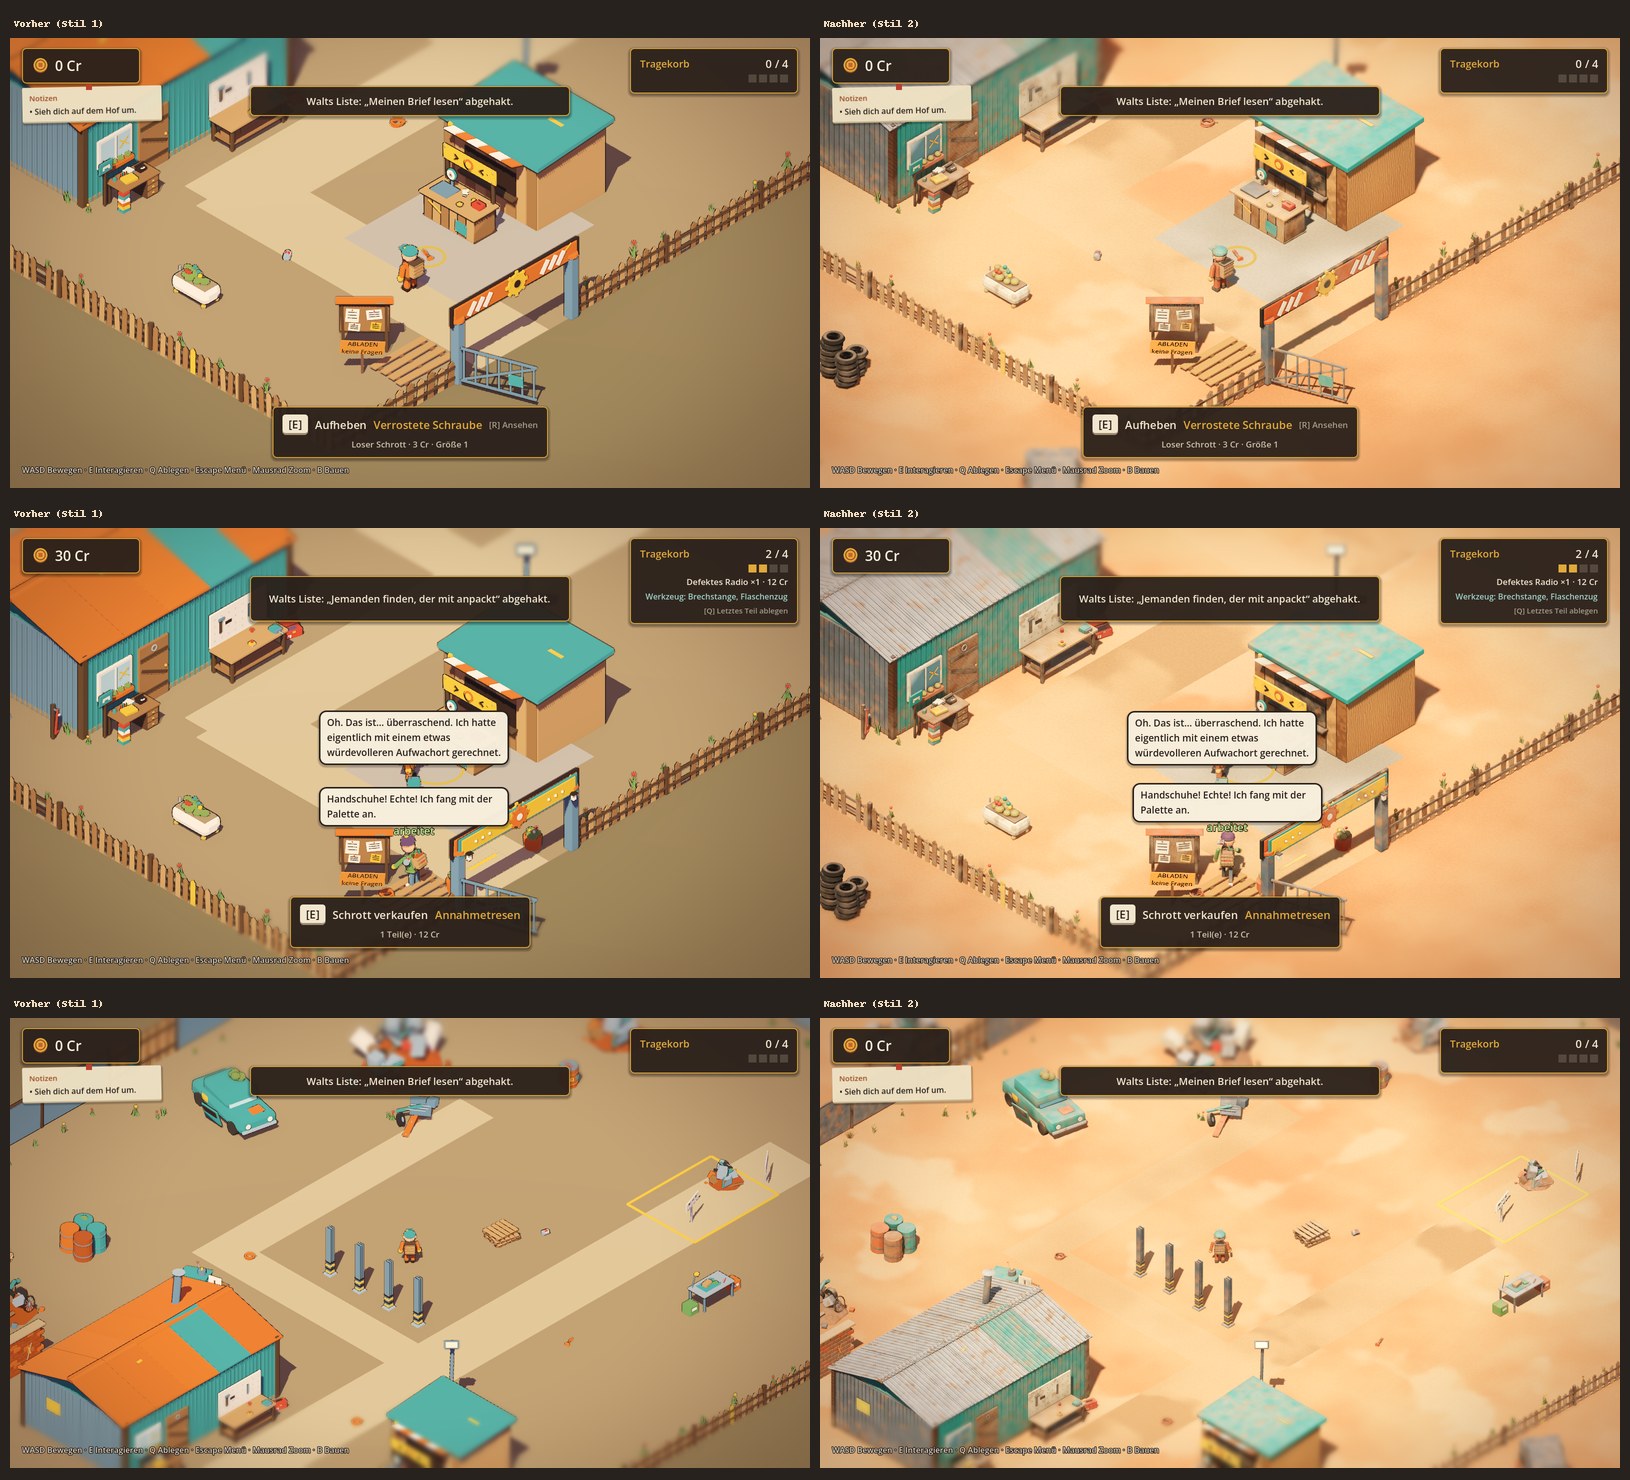 Vorher (Stil 1)
0 Cr
Notizen
• Sieh dich auf dem Hof um.
Walts Liste: „Meinen Brief lesen“ abgehakt.
Tragekorb 0 / 4
ABLADEN
keine Fragen
[E] Aufheben Verrostete Schraube [R] Ansehen
Loser Schrott · 3 Cr · Größe 1
WASD Bewegen · E Interagieren · Q Ablegen · Escape Menü · Mausrad Zoom · B Bauen
Nachher (Stil 2)
0 Cr
Notizen
• Sieh dich auf dem Hof um.
Walts Liste: „Meinen Brief lesen“ abgehakt.
Tragekorb 0 / 4
ABLADEN
keine Fragen
[E] Aufheben Verrostete Schraube [R] Ansehen
Loser Schrott · 3 Cr · Größe 1
WASD Bewegen · E Interagieren · Q Ablegen · Escape Menü · Mausrad Zoom · B Bauen
Vorher (Stil 1)
30 Cr
Walts Liste: „Jemanden finden, der mit anpackt“ abgehakt.
Tragekorb 2 / 4
Defektes Radio ×1 · 12 Cr
Werkzeug: Brechstange, Flaschenzug
[Q] Letztes Teil ablegen
Oh. Das ist... überraschend. Ich hatte
eigentlich mit einem etwas
würdevolleren Aufwachort gerechnet.
Handschuhe! Echte! Ich fang mit der
Palette an.
arbeitet
ABLADEN
keine Fragen
[E] Schrott verkaufen Annahmetresen
1 Teil(e) · 12 Cr
WASD Bewegen · E Interagieren · Q Ablegen · Escape Menü · Mausrad Zoom · B Bauen
Nachher (Stil 2)
30 Cr
Walts Liste: „Jemanden finden, der mit anpackt“ abgehakt.
Tragekorb 2 / 4
Defektes Radio ×1 · 12 Cr
Werkzeug: Brechstange, Flaschenzug
[Q] Letztes Teil ablegen
Oh. Das ist... überraschend. Ich hatte
eigentlich mit einem etwas
würdevolleren Aufwachort gerechnet.
Handschuhe! Echte! Ich fang mit der
Palette an.
arbeitet
ABLADEN
keine Fragen
[E] Schrott verkaufen Annahmetresen
1 Teil(e) · 12 Cr
WASD Bewegen · E Interagieren · Q Ablegen · Escape Menü · Mausrad Zoom · B Bauen
Vorher (Stil 1)
0 Cr
Notizen
• Sieh dich auf dem Hof um.
Walts Liste: „Meinen Brief lesen“ abgehakt.
Tragekorb 0 / 4
WASD Bewegen · E Interagieren · Q Ablegen · Escape Menü · Mausrad Zoom · B Bauen
Nachher (Stil 2)
0 Cr
Notizen
• Sieh dich auf dem Hof um.
Walts Liste: „Meinen Brief lesen“ abgehakt.
Tragekorb 0 / 4
WASD Bewegen · E Interagieren · Q Ablegen · Escape Menü · Mausrad Zoom · B Bauen